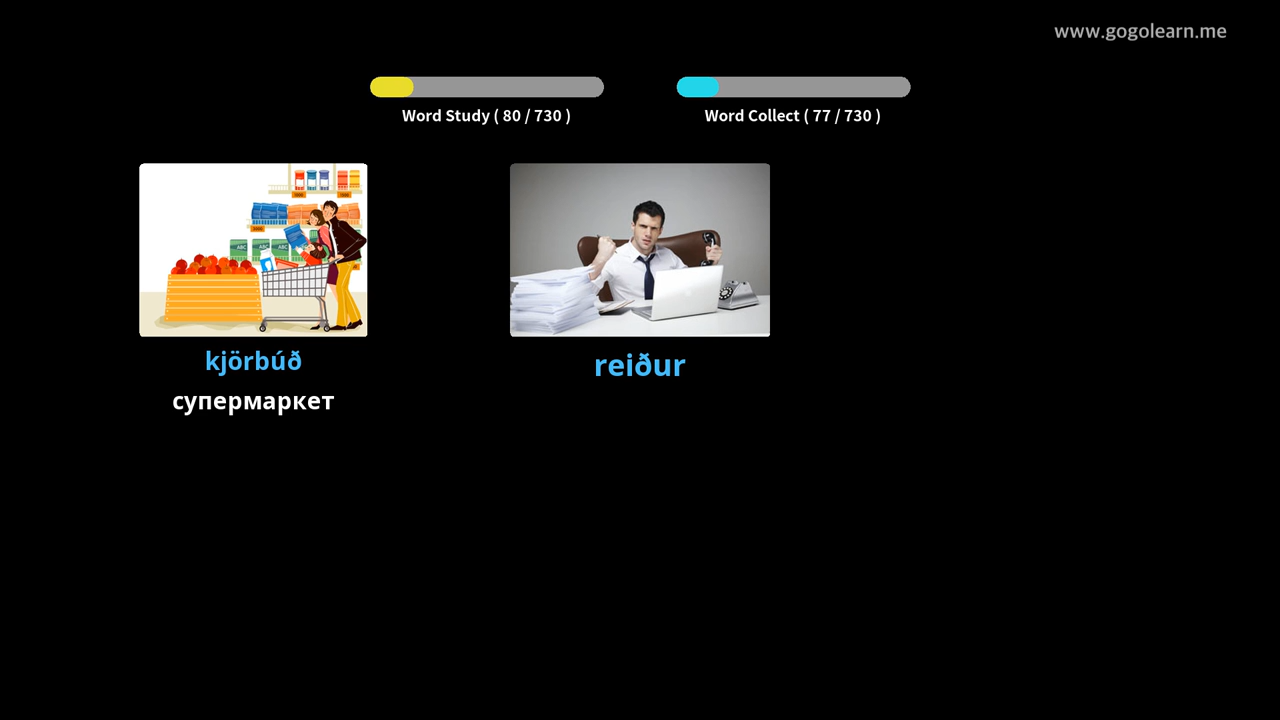 www.gogolearn.me
Word Study ( 80 / 730 )
Word Collect ( 77 / 730 )
kjörbúð
супермаркет
reiður